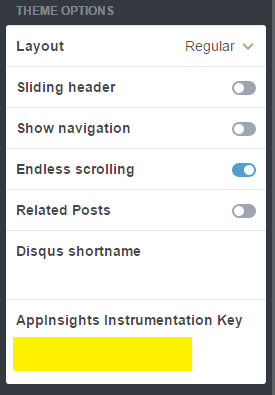 THEME OPTIONS
Layout Regular
Sliding header
Show navigation
Endless scrolling
Related Posts
Disqus shortname
AppInsights Instrumentation Key